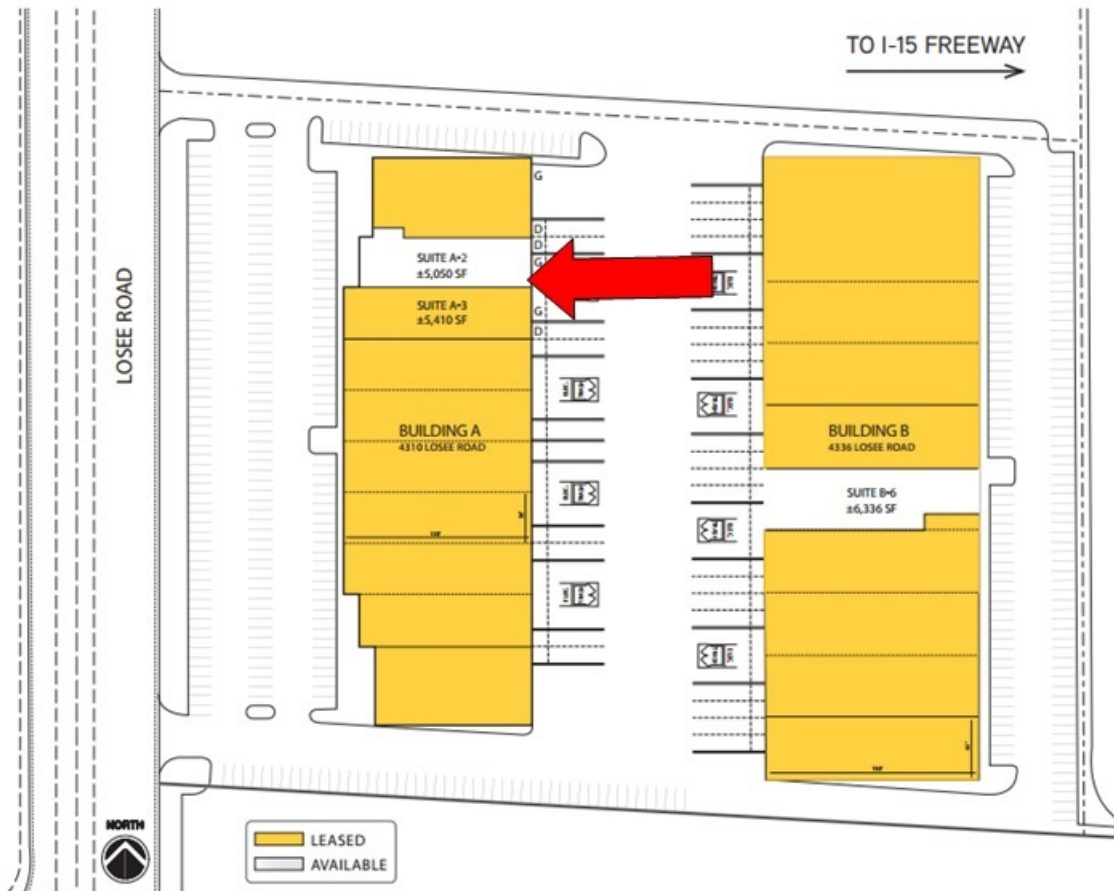 TO I-15 FREEWAY
LOSEE ROAD
G
D
D
G
G
D
SUITE A•2
±5,050 SF
SUITE A•3
±5,410 SF
BUILDING A
4310 LOSEE ROAD
BUILDING B
4336 LOSEE ROAD
SUITE B•6
±6,336 SF
NORTH
LEASED
AVAILABLE